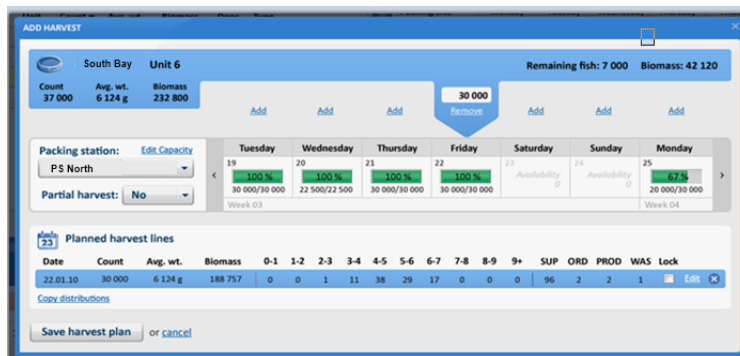 ADD HARVEST
South Bay Unit 6 Remaining fish: 7 000 Biomass: 42 120
Count Avg. wt. Biomass
37 000 6 124 g 232 800
30 000
Add Add Add Remove Add Add Add
Packing station: Edit Capacity
PS North
Partial harvest: No
Tuesday Wednesday Thursday Friday Saturday Sunday Monday
19 20 21 22 23 24 25
100 % 100 % 100 % 100 % Availability Availability 67 %
30 000/30 000 22 500/22 500 30 000/30 000 30 000/30 000 0 0 20 000/30 000
Week 03 Week 04
23 Planned harvest lines
Date Count Avg. wt. Biomass 0-1 1-2 2-3 3-4 4-5 5-6 6-7 7-8 8-9 9+ SUP ORD PROD WAS Lock
22.01.10 30 000 6 124 g 188 757 0 0 1 11 38 29 17 0 0 0 96 2 2 1 Edit
Copy distributions
Save harvest plan or cancel